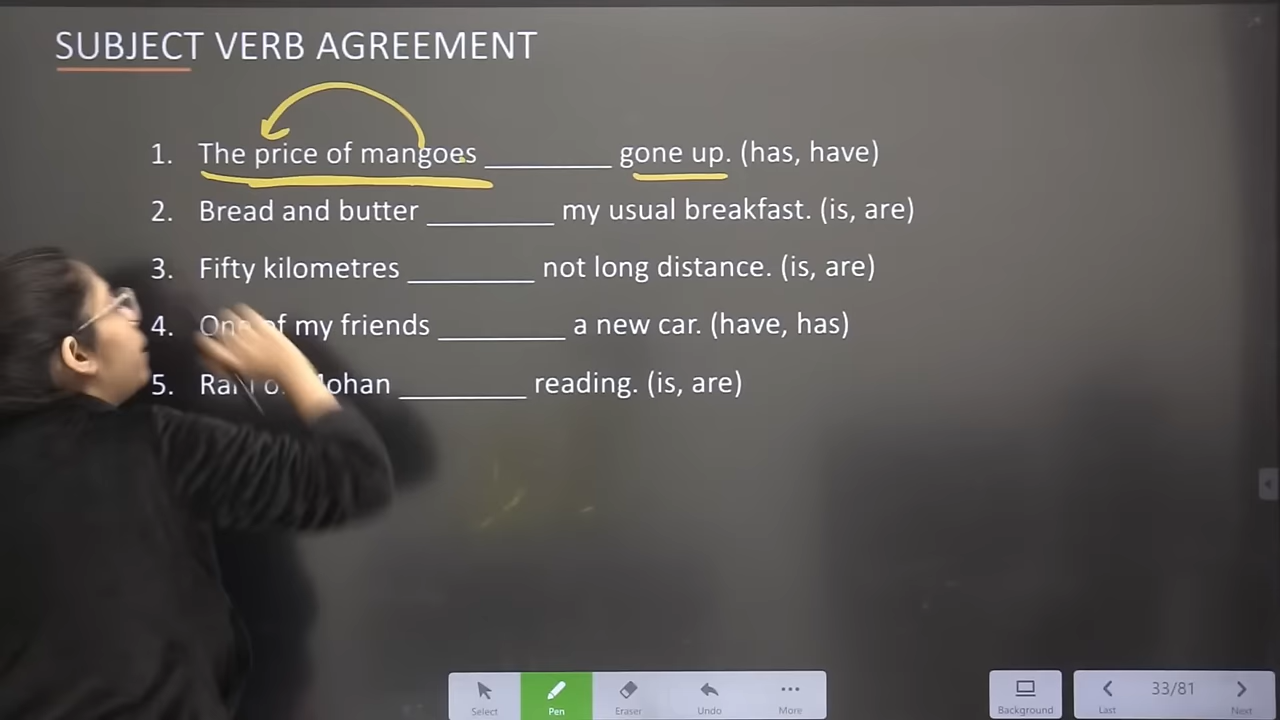 SUBJECT VERB AGREEMENT
1. The price of mangoes ________ gone up. (has, have)
2. Bread and butter ________ my usual breakfast. (is, are)
3. Fifty kilometres ________ not long distance. (is, are)
4. One of my friends ________ a new car. (have, has)
5. Mohan ________ reading. (is, are)
Select Pen Eraser Undo More Background Last 33/81 Next